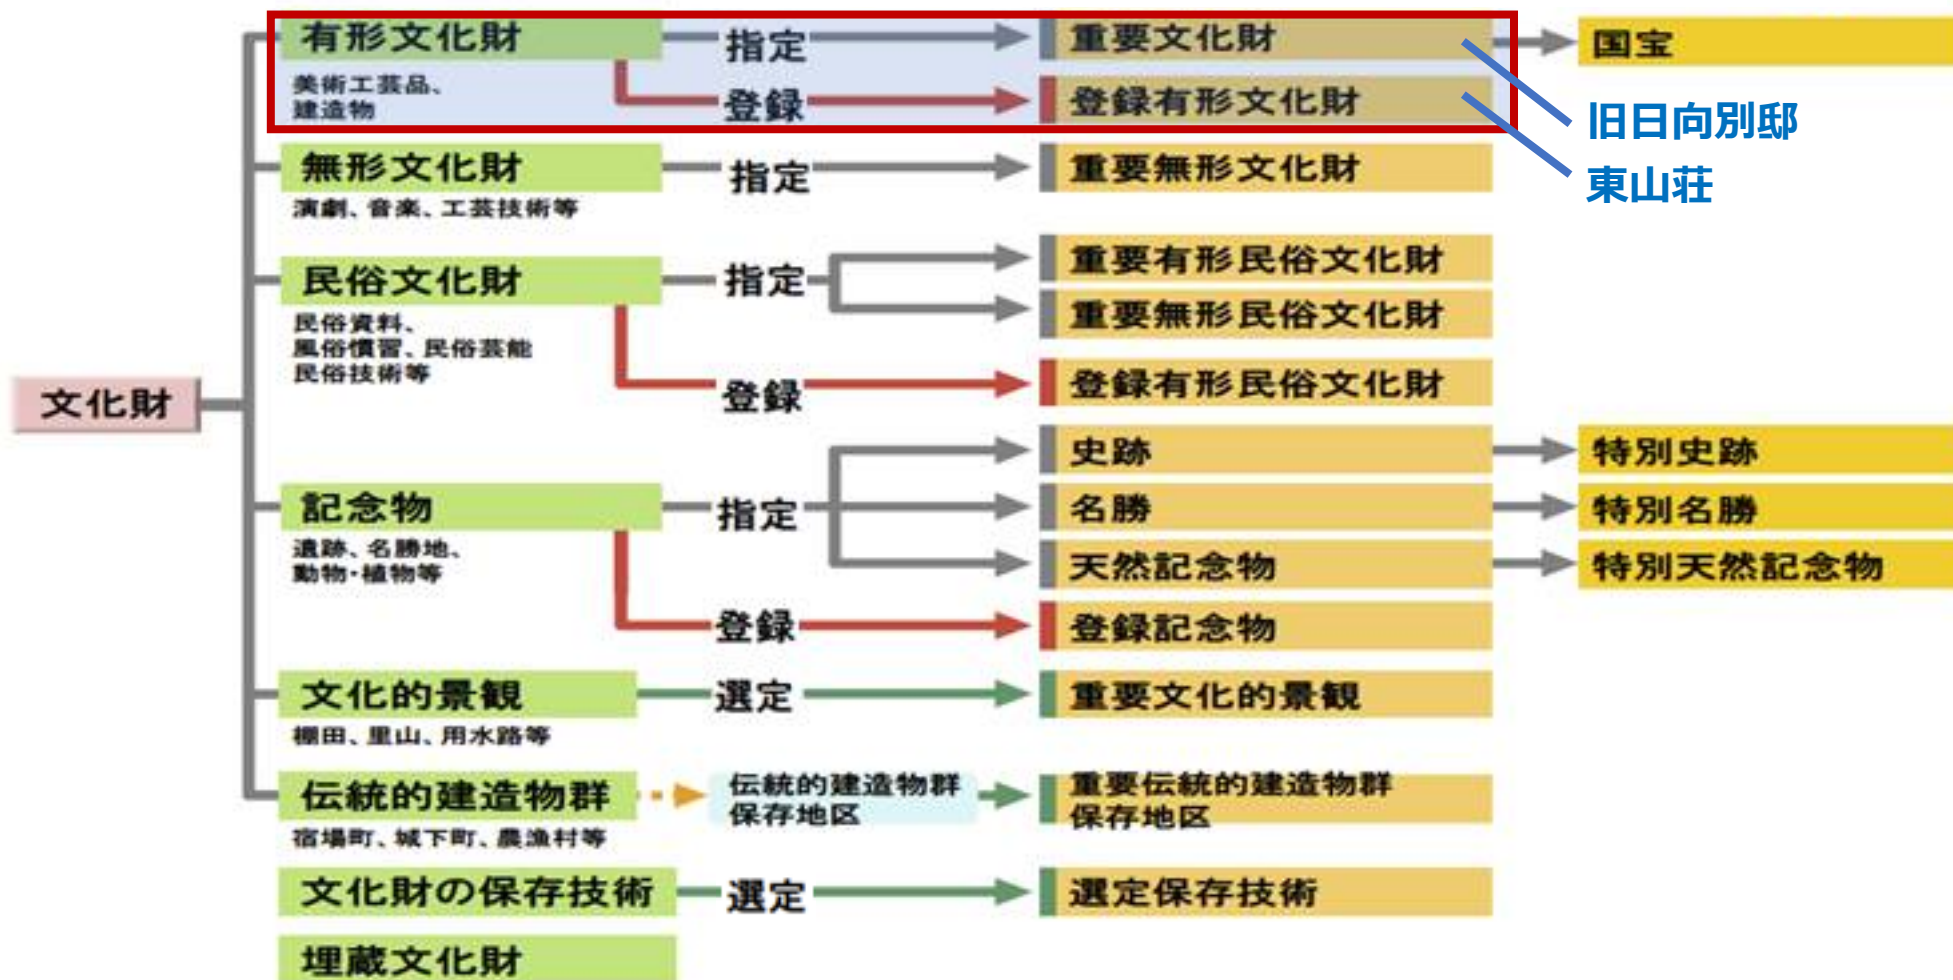 文化財
有形文化財
美術工芸品、
建造物
指定
重要文化財
国宝
登録
登録有形文化財
旧日向別邸
東山荘
無形文化財
演劇、音楽、工芸技術等
指定
重要無形文化財
民俗文化財
民俗資料、
風俗慣習、民俗芸能
民俗技術等
指定
重要有形民俗文化財
重要無形民俗文化財
登録
登録有形民俗文化財
記念物
遺跡、名勝地、
動物・植物等
指定
史跡
特別史跡
名勝
特別名勝
天然記念物
特別天然記念物
登録
登録記念物
文化的景観
棚田、里山、用水路等
選定
重要文化的景観
伝統的建造物群
宿場町、城下町、農漁村等
伝統的建造物群
保存地区
重要伝統的建造物群
保存地区
文化財の保存技術
選定
選定保存技術
埋蔵文化財